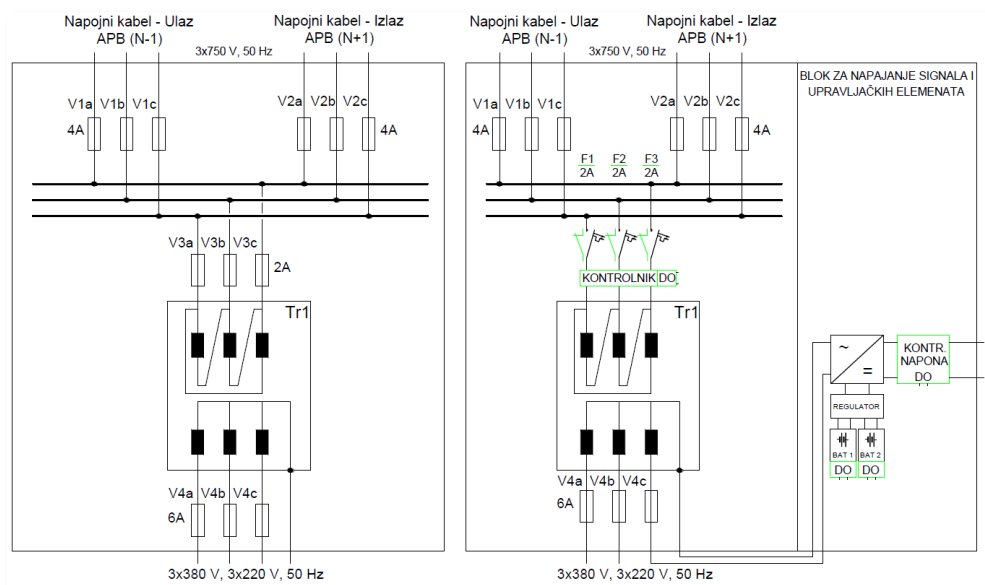 Napojni kabel - Ulaz
APB (N-1)
Napojni kabel - Izlaz
APB (N+1)
3x750 V, 50 Hz
V1a V1b V1c
4A
V2a V2b V2c
4A
V3a V3b V3c
2A
Tr1
V4a V4b V4c
6A
3x380 V, 3x220 V, 50 Hz
Napojni kabel - Ulaz
APB (N-1)
Napojni kabel - Izlaz
APB (N+1)
3x750 V, 50 Hz
V1a V1b V1c
4A
V2a V2b V2c
4A
F1 F2 F3
2A 2A 2A
KONTROLNIK DO
Tr1
V4a V4b V4c
6A
3x380 V, 3x220 V, 50 Hz
BLOK ZA NAPAJANJE SIGNALA I
UPRAVLJAČKIH ELEMENATA
~
=
KONTR.
NAPONA
DO
REGULATOR
BAT 1 BAT 2
DO DO